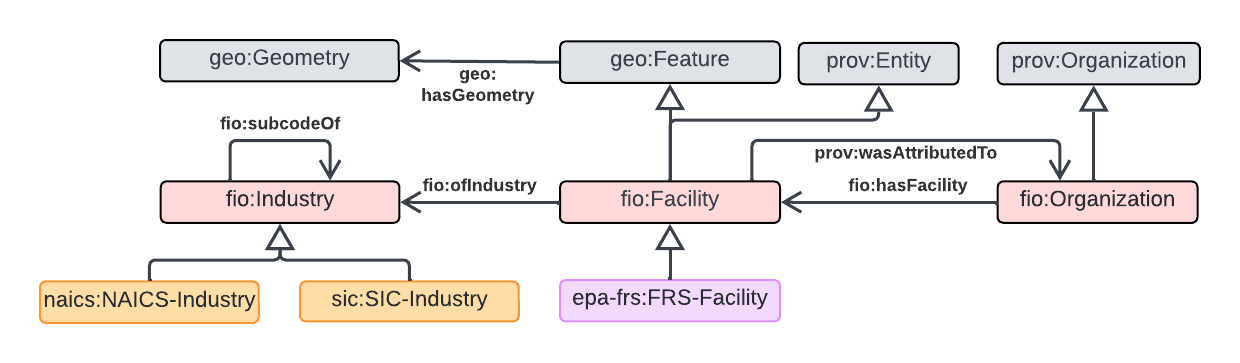 geo:Geometry
geo:
hasGeometry
geo:Feature
prov:Entity
prov:Organization
fio:subcodeOf
prov:wasAttributedTo
fio:Industry
fio:ofIndustry
fio:Facility
fio:hasFacility
fio:Organization
naics:NAICS-Industry
sic:SIC-Industry
epa-frs:FRS-Facility